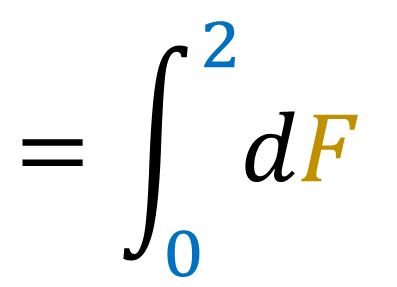 = ∫₀² dF